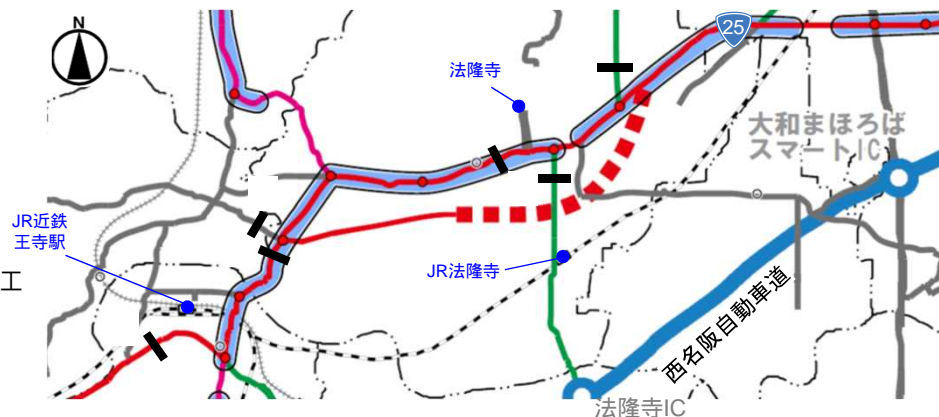 N
25
法隆寺
大和まほろば
スマートIC
JR近鉄
王寺駅
JR法隆寺
工
西名阪自動車道
法隆寺IC